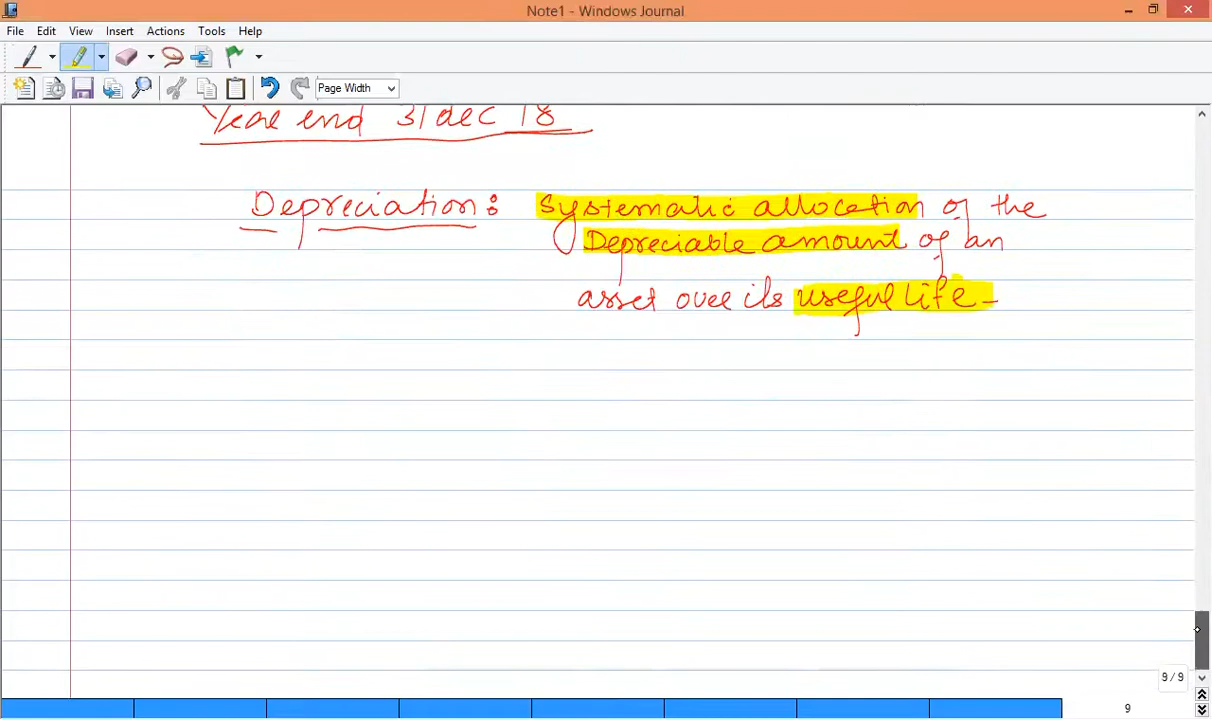 Note1 - Windows Journal
File Edit View Insert Actions Tools Help
Page Width
Year end 31 dec 18
Depreciation: Systematic allocation of the
Depreciable amount of an
asset over its useful life -
9 / 9
9